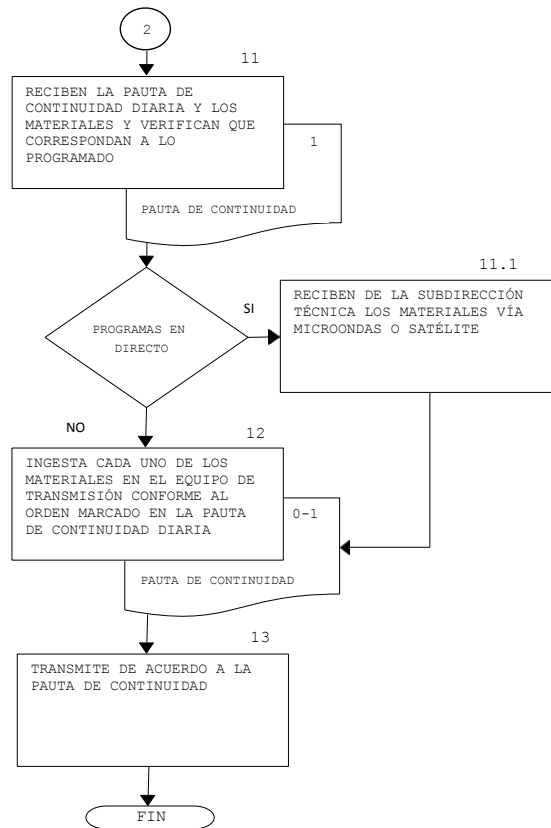 2
11
RECIBEN LA PAUTA DE
CONTINUIDAD DIARIA Y LOS
MATERIALES Y VERIFICAN QUE
CORRESPONDAN A LO
PROGRAMADO
1
PAUTA DE CONTINUIDAD
11.1
RECIBEN DE LA SUBDIRECCIÓN
TÉCNICA LOS MATERIALES VÍA
MICROONDAS O SATÉLITE
SI
PROGRAMAS EN
DIRECTO
NO
12
INGESTA CADA UNO DE LOS
MATERIALES EN EL EQUIPO DE
TRANSMISIÓN CONFORME AL
ORDEN MARCADO EN LA PAUTA
DE CONTINUIDAD DIARIA
0-1
PAUTA DE CONTINUIDAD
13
TRANSMITE DE ACUERDO A LA
PAUTA DE CONTINUIDAD
FIN